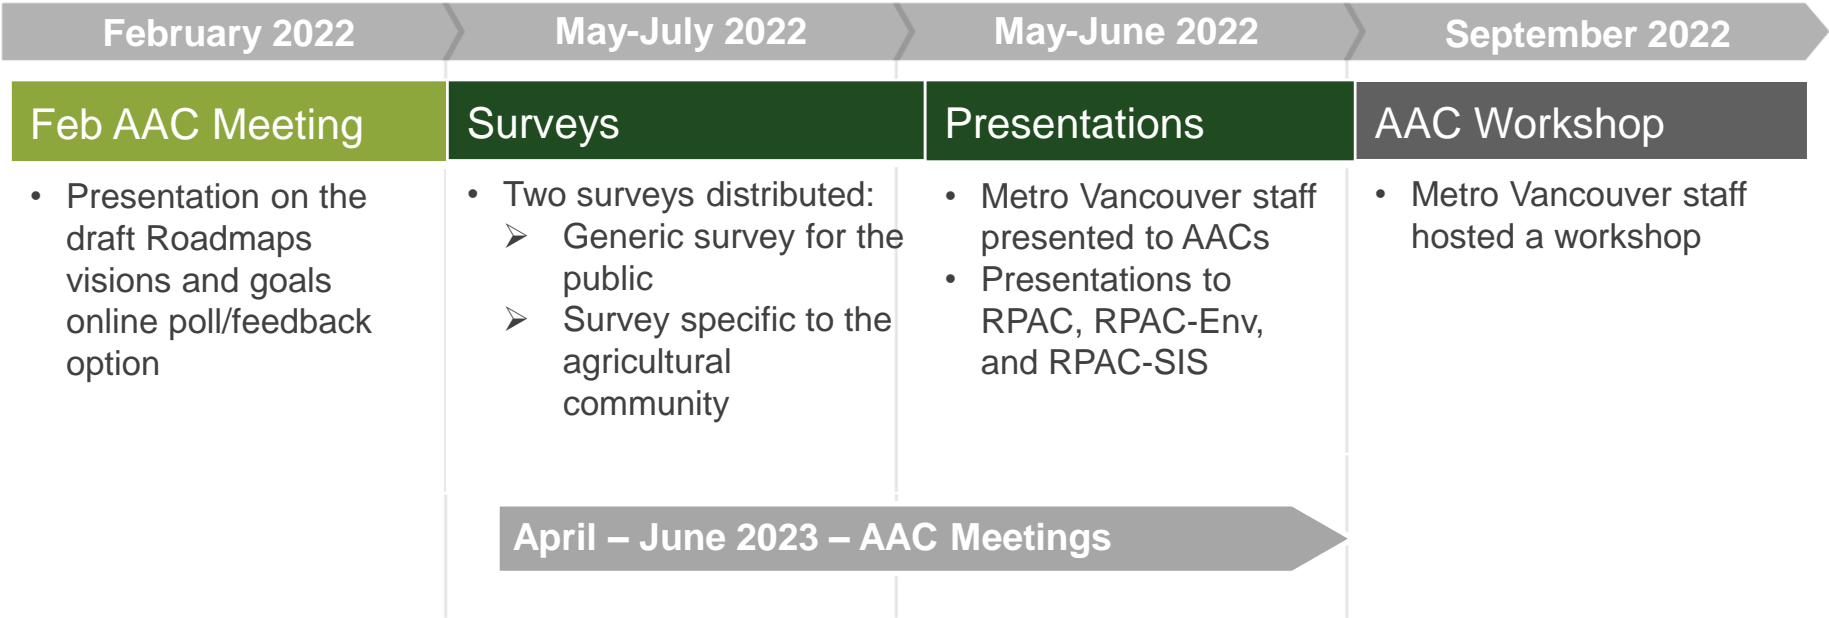 February 2022
May-July 2022
May-June 2022
September 2022
Feb AAC Meeting
• Presentation on the
draft Roadmaps
visions and goals
online poll/feedback
option
Surveys
• Two surveys distributed:
➢ Generic survey for the
public
➢ Survey specific to the
agricultural
community
Presentations
• Metro Vancouver staff
presented to AACs
• Presentations to
RPAC, RPAC-Env,
and RPAC-SIS
AAC Workshop
• Metro Vancouver staff
hosted a workshop
April – June 2023 – AAC Meetings